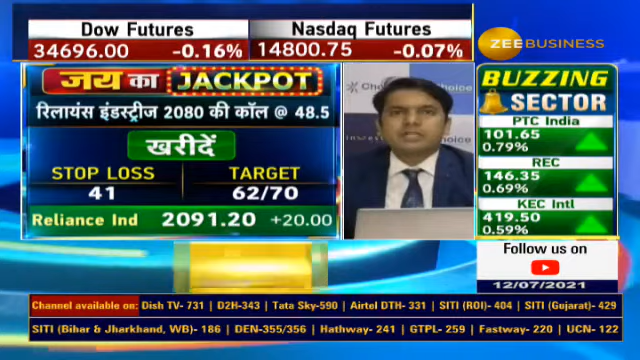 Dow Futures
34696.00 -0.16%
Nasdaq Futures
14800.75 -0.07%
ZEE BUSINESS
जय का JACKPOT
रिलायंस इंडस्ट्रीज 2080 की कॉल @ 48.5
खरीदें
STOP LOSS
41
TARGET
62/70
Reliance Ind 2091.20 +20.00
BUZZING
SECTOR
PTC India
101.65
0.79%
REC
146.35
0.69%
KEC Intl
419.50
0.59%
Follow us on
12/07/2021
Channel available on:- Dish TV- 731 | D2H-343 | Tata Sky-590 | Airtel DTH- 331 | SITI (ROI)- 404 | SITI (Gujarat)- 429
SITI (Bihar & Jharkhand, WB)- 186 | DEN-355/356 | Hathway- 241 | GTPL- 259 | Fastway- 220 | UCN- 122